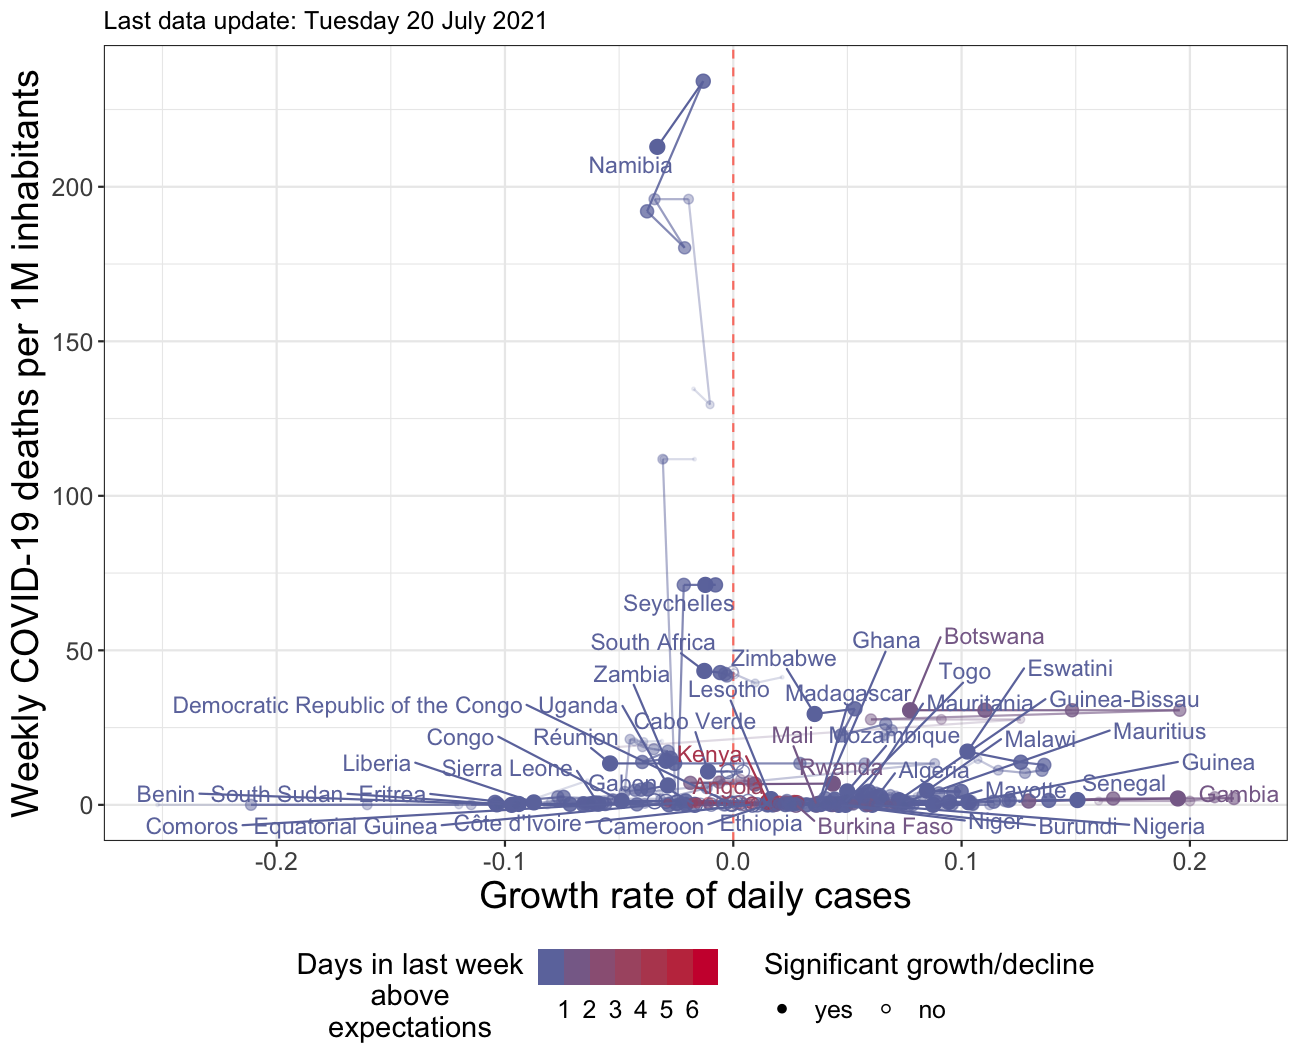 Last data update: Tuesday 20 July 2021
Weekly COVID-19 deaths per 1M inhabitants
200
150
100
50
0
Namibia
Seychelles
South Africa
Zambia
Zimbabwe
Lesotho
Ghana
Botswana
Togo
Eswatini
Madagascar
Mauritania
Guinea-Bissau
Democratic Republic of the Congo
Uganda
Cabo Verde
Congo
Réunion
Mali
Mozambique
Malawi
Mauritius
Liberia
Sierra Leone
Kenya
Rwanda
Algeria
Guinea
Gabon
Angola
Mayotte
Senegal
Benin
South Sudan
Eritrea
Gambia
Comoros
Equatorial Guinea
Côte d'Ivoire
Cameroon
Ethiopia
Burkina Faso
Niger
Burundi
Nigeria
-0.2
-0.1
0.0
0.1
0.2
Growth rate of daily cases
Days in last week
above
expectations
1 2 3 4 5 6
Significant growth/decline
yes
no